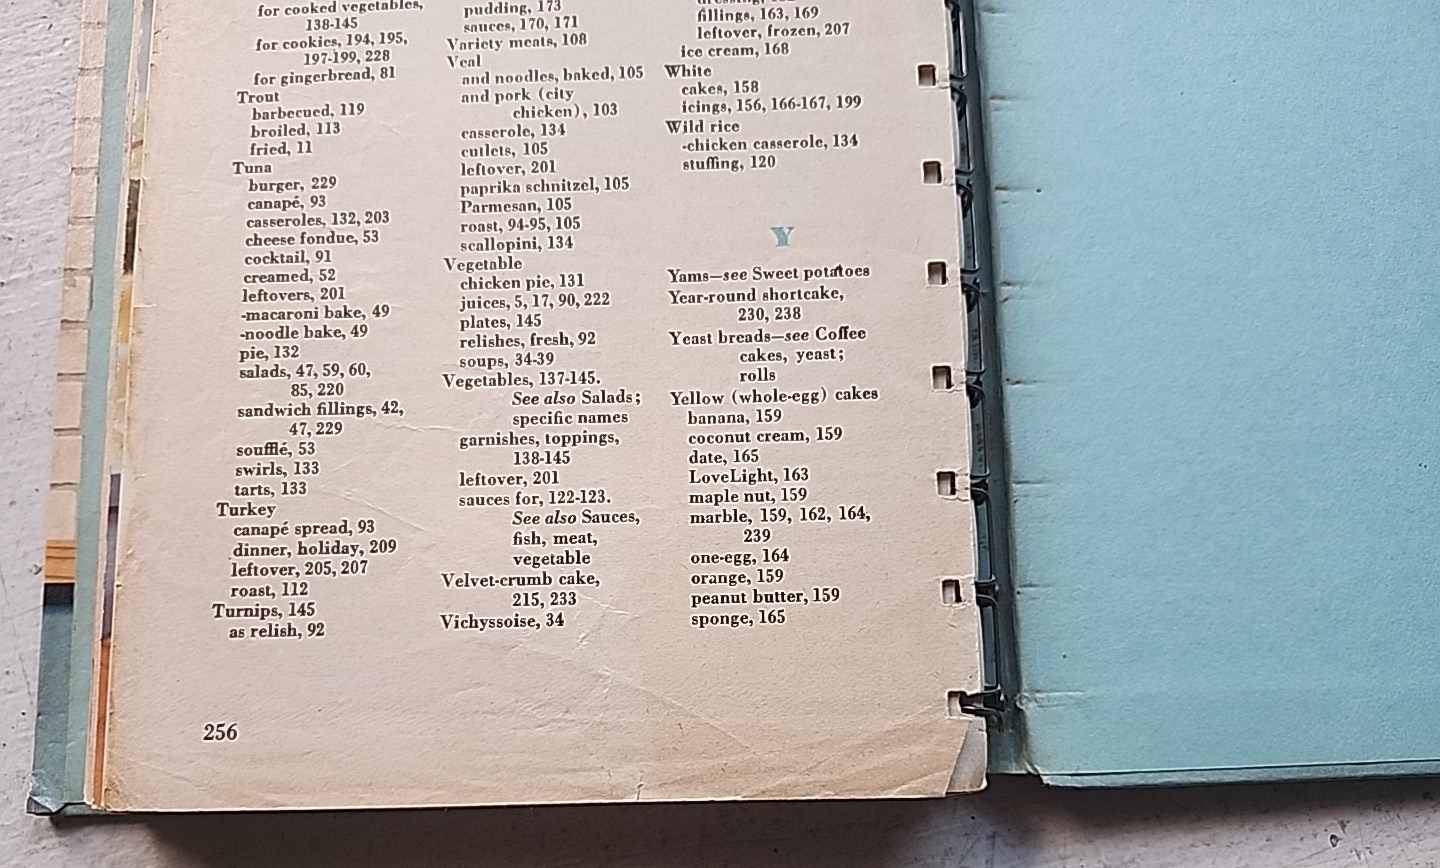 for cooked vegetables,
138-145
for cookies, 194, 195,
197-199, 228
for gingerbread, 81
Trout
barbecued, 119
broiled, 113
fried, 11
Tuna
burger, 229
canapé, 93
casseroles, 132, 203
cheese fondue, 53
cocktail, 91
creamed, 52
leftovers, 201
-macaroni bake, 49
-noodle bake, 49
pie, 132
salads, 47, 59, 60,
85, 220
sandwich fillings, 42,
47, 229
soufflé, 53
swirls, 133
tarts, 133
Turkey
canapé spread, 93
dinner, holiday, 209
leftover, 205, 207
roast, 112
Turnips, 145
as relish, 92
pudding, 173
sauces, 170, 171
Variety meats, 108
Veal
and noodles, baked, 105
and pork (city
chicken), 103
casserole, 134
cutlets, 105
leftover, 201
paprika schnitzel, 105
Parmesan, 105
roast, 94-95, 105
scallopini, 134
Vegetable
chicken pie, 131
juices, 5, 17, 90, 222
plates, 145
relishes, fresh, 92
soups, 34-39
Vegetables, 137-145.
See also Salads;
specific names
garnishes, toppings,
138-145
leftover, 201
sauces for, 122-123.
See also Sauces,
fish, meat,
vegetable
Velvet-crumb cake,
215, 233
Vichyssoise, 34
fillings, 163, 169
leftover, frozen, 207
ice cream, 168
White
cakes, 158
icings, 156, 166-167, 199
Wild rice
-chicken casserole, 134
stuffing, 120
Y
Yams—see Sweet potatoes
Year-round shortcake,
230, 238
Yeast breads—see Coffee
cakes, yeast;
rolls
Yellow (whole-egg) cakes
banana, 159
coconut cream, 159
date, 165
LoveLight, 163
maple nut, 159
marble, 159, 162, 164,
239
one-egg, 164
orange, 159
peanut butter, 159
sponge, 165
256